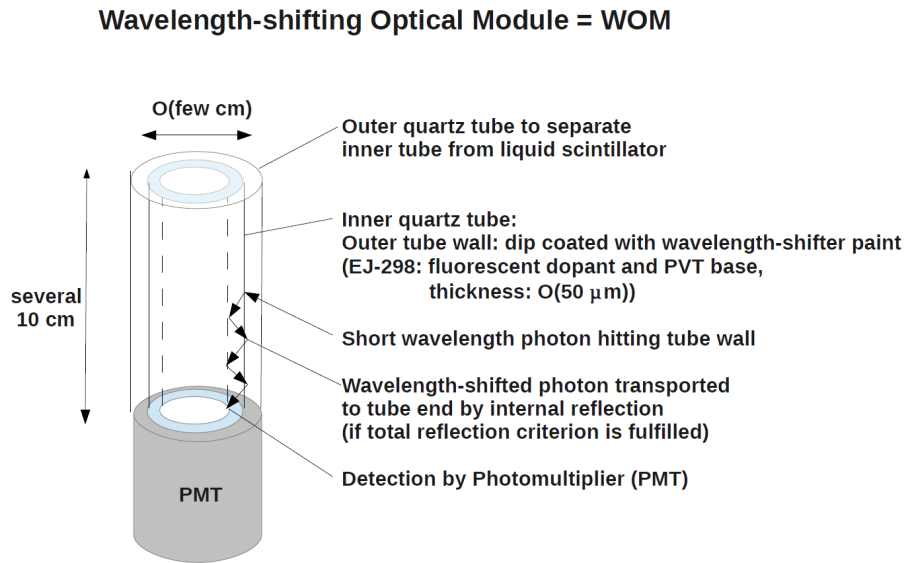 Wavelength-shifting Optical Module = WOM
O(few cm)
Outer quartz tube to separate
inner tube from liquid scintillator
Inner quartz tube:
Outer tube wall: dip coated with wavelength-shifter paint
(EJ-298: fluorescent dopant and PVT base,
thickness: O(50 μm))
several
10 cm
Short wavelength photon hitting tube wall
Wavelength-shifted photon transported
to tube end by internal reflection
(if total reflection criterion is fulfilled)
Detection by Photomultiplier (PMT)
PMT